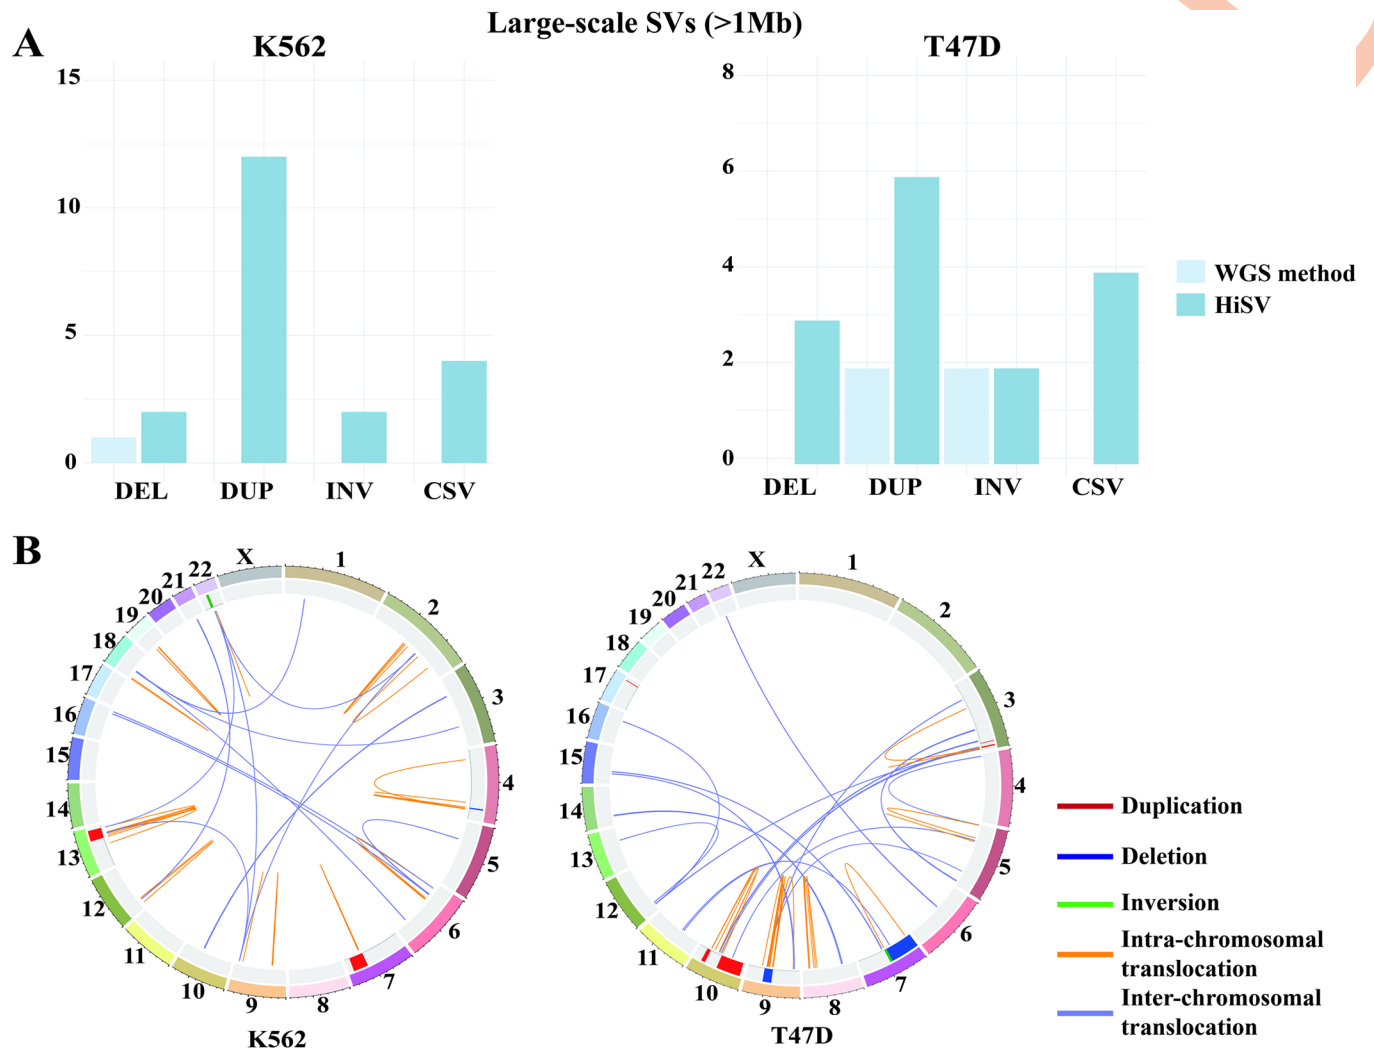 Large-scale SVs (>1Mb)
A
K562
T47D
15
10
5
0
DEL
DUP
INV
CSV
8
6
4
2
0
DEL
DUP
INV
CSV
WGS method
HiSV
B
X
1
2
3
4
5
6
7
8
9
10
11
12
13
14
15
16
17
18
19
20
21
22
K562
X
1
2
3
4
5
6
7
8
9
10
11
12
13
14
15
16
17
18
19
20
21
22
T47D
Duplication
Deletion
Inversion
Intra-chromosomal
translocation
Inter-chromosomal
translocation